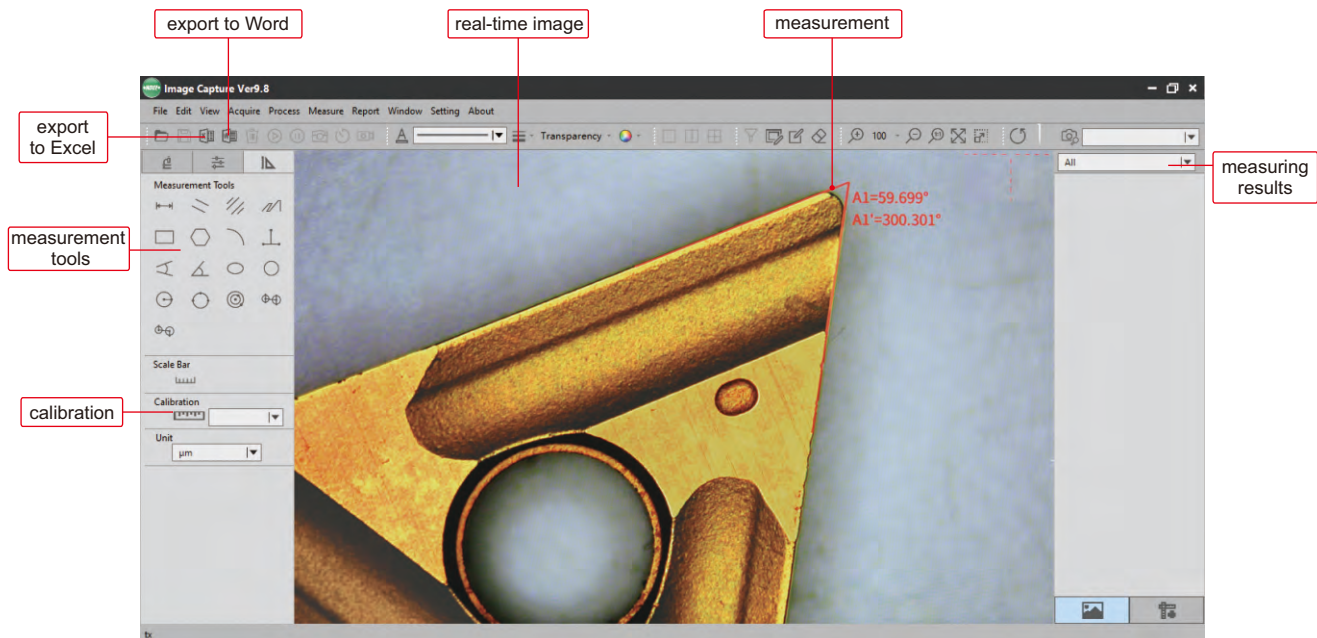 export to Word
real-time image
measurement
Image Capture Ver9.8
File Edit View Acquire Process Measure Report Window Setting About
export
to Excel
Transparency
100
All
measuring
results
Measurement Tools
A1=59.699°
A1'=300.301°
measurement
tools
Scale Bar
Calibration
calibration
Unit
μm
tx